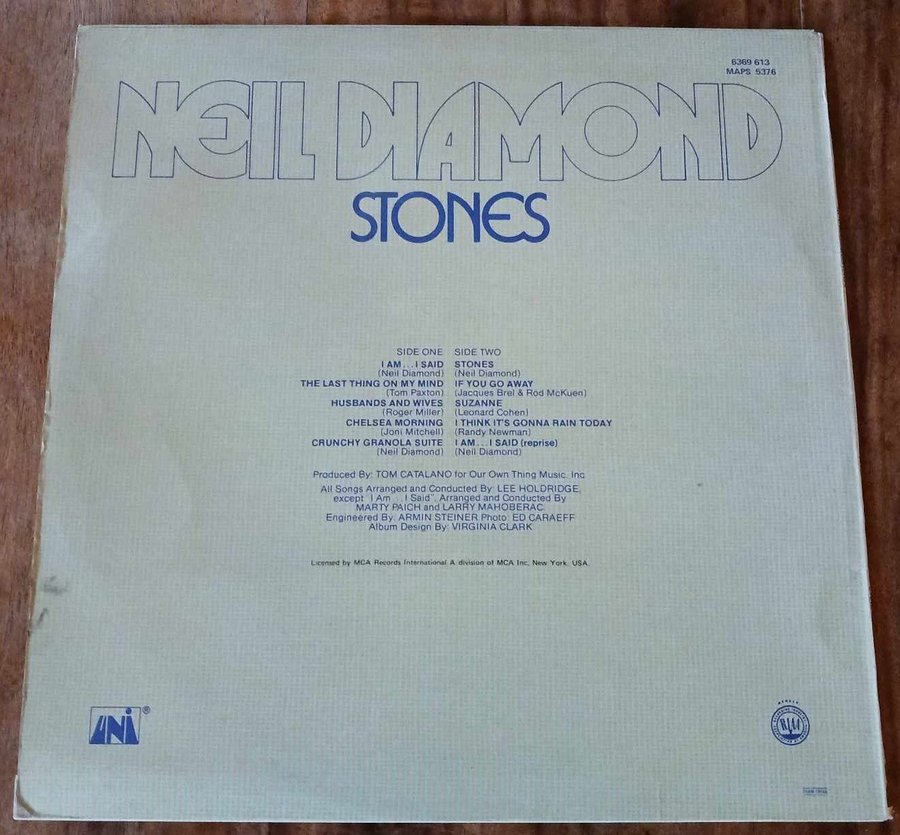 6369 613
MAPS 5376
NEIL DIAMOND
STONES
SIDE ONE
I AM...I SAID
(Neil Diamond)
THE LAST THING ON MY MIND
(Tom Paxton)
HUSBANDS AND WIVES
(Roger Miller)
CHELSEA MORNING
(Joni Mitchell)
CRUNCHY GRANOLA SUITE
(Neil Diamond)
SIDE TWO
STONES
(Neil Diamond)
IF YOU GO AWAY
(Jacques Brel & Rod McKuen)
SUZANNE
(Leonard Cohen)
I THINK IT'S GONNA RAIN TODAY
(Randy Newman)
I AM...I SAID (reprise)
(Neil Diamond)
Produced By: TOM CATALANO for Our Own Thing Music, Inc
All Songs Arranged and Conducted By: LEE HOLDRIDGE,
except "I Am...I Said", Arranged and Conducted By
MARTY PAICH and LARRY MAHOBERAC
Engineered By: ARMIN STEINER Photo: ED CARAEFF
Album Design By: VIRGINIA CLARK
Licensed by MCA Records International A division of MCA Inc, New York, USA.
UNI ®
MEMBER